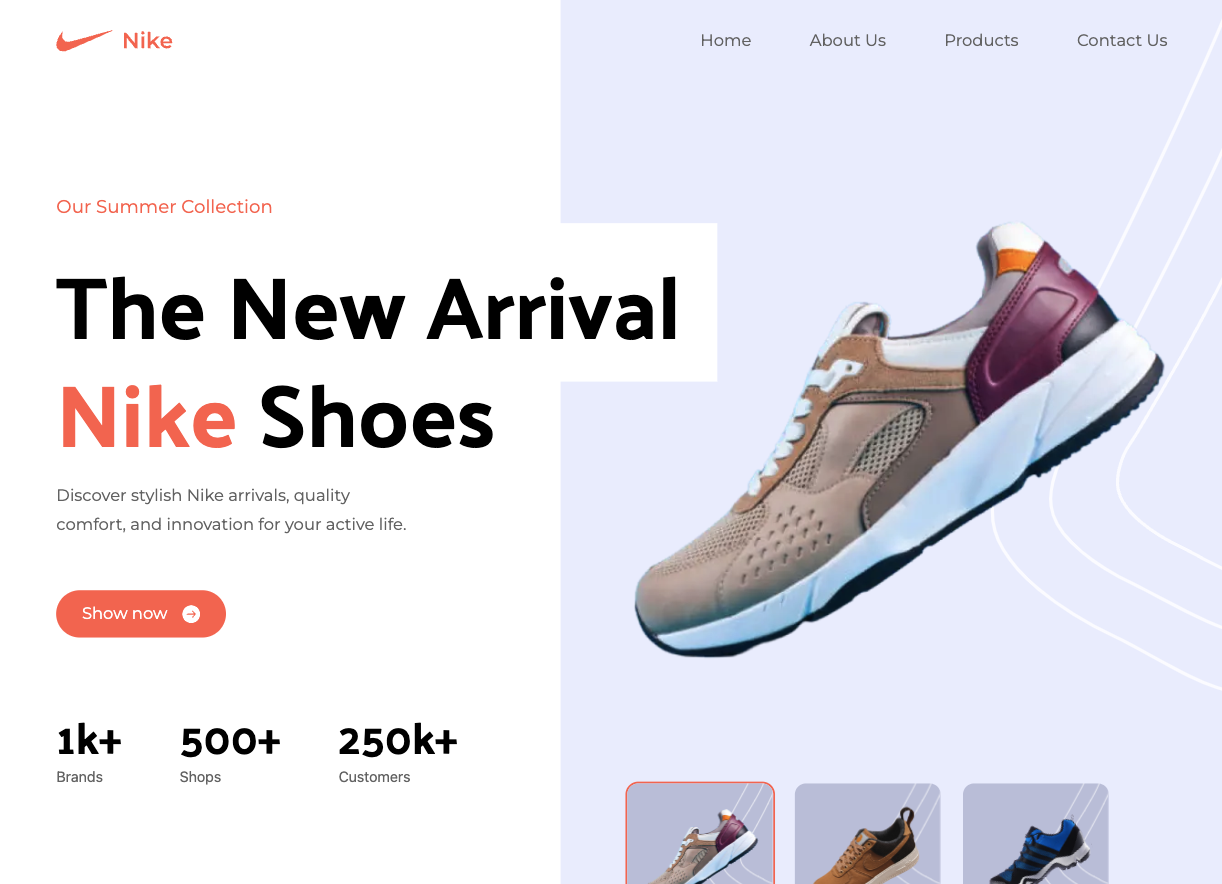 Nike
Home
About Us
Products
Contact Us
Our Summer Collection
The New Arrival
Nike Shoes
Discover stylish Nike arrivals, quality
comfort, and innovation for your active life.
Show now
1k+
Brands
500+
Shops
250k+
Customers